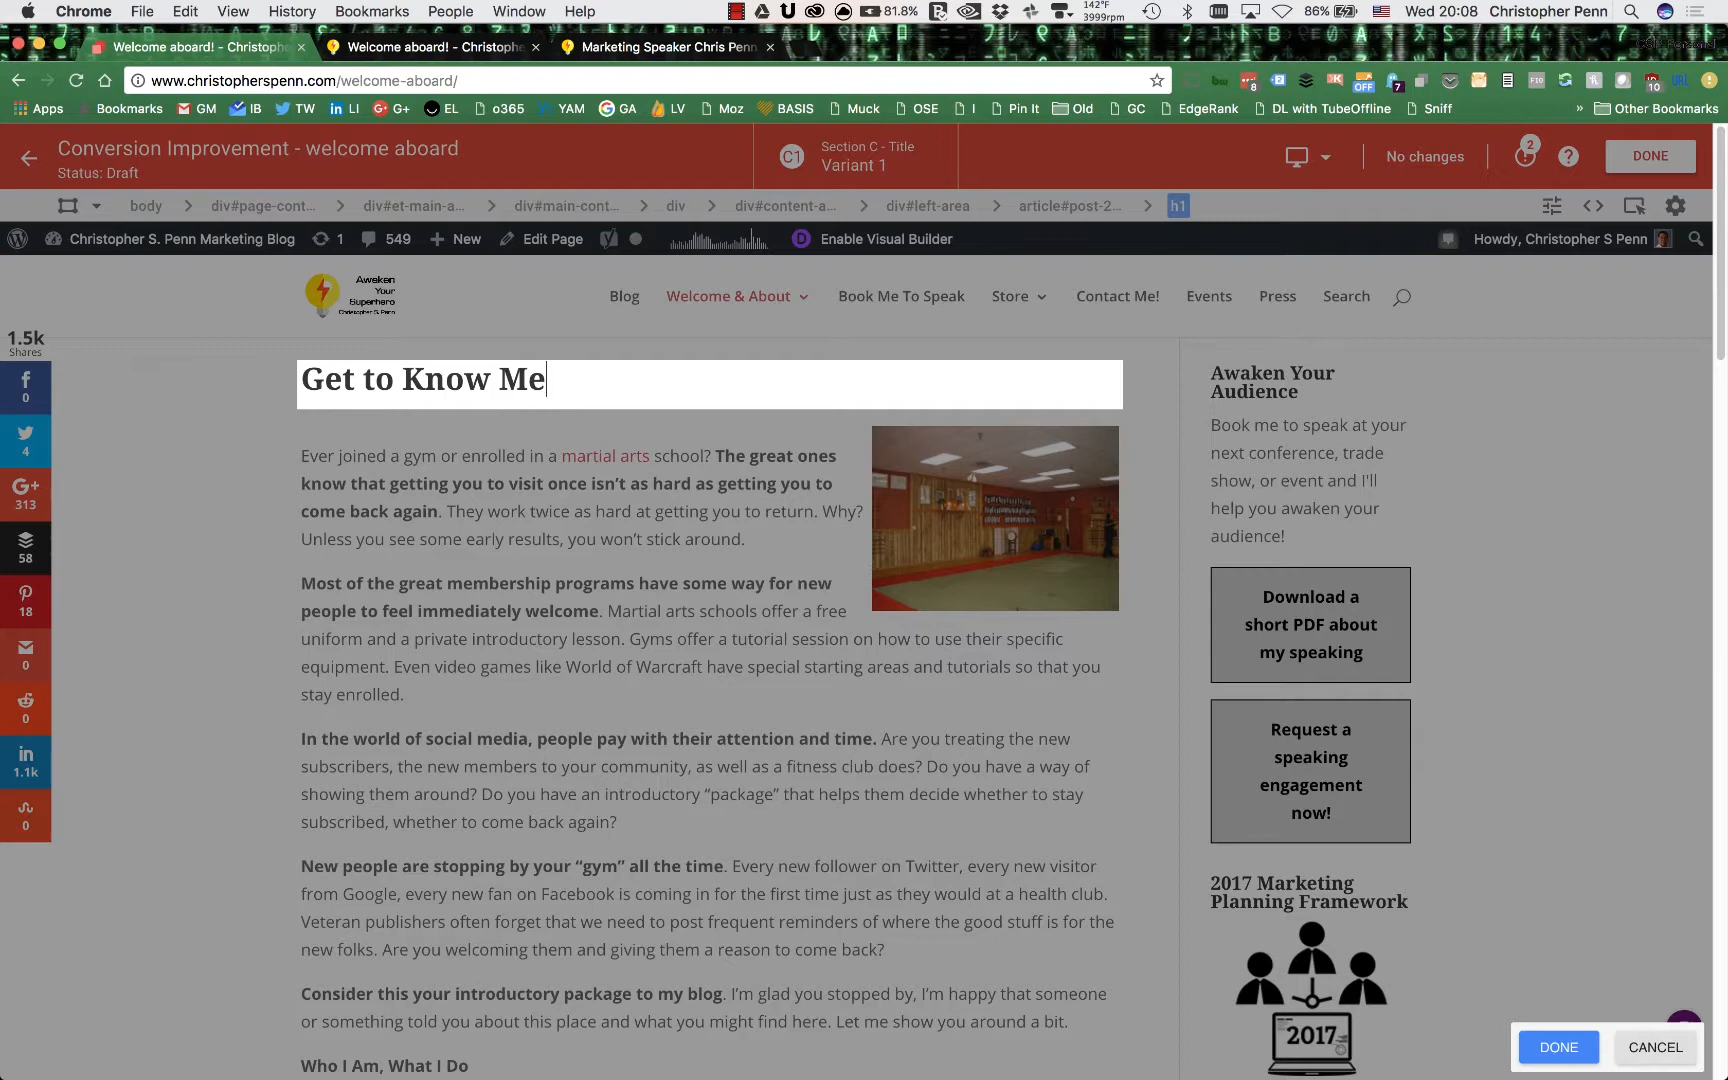 Chrome File Edit View History Bookmarks People Window Help 81.8% 142°F 3999rpm 86% Wed 20:08 Christopher Penn
Welcome aboard! - Christophe × Welcome aboard! - Christophe × Marketing Speaker Chris Penn ×
www.christopherspenn.com/welcome-aboard/
Apps Bookmarks GM IB TW LI G+ EL o365 YAM GA LV Moz BASIS Muck OSE I Pin It Old GC EdgeRank DL with TubeOffline Sniff » Other Bookmarks
Conversion Improvement - welcome aboard
Status: Draft
C1
Section C - Title
Variant 1
No changes
2
DONE
body div#page-cont... div#et-main-a... div#main-cont... div div#content-a... div#left-area article#post-2... h1
Christopher S. Penn Marketing Blog 1 549 New Edit Page Enable Visual Builder Howdy, Christopher S Penn
Awaken
Your
Superhero
Christopher S. Penn
Blog Welcome & About Book Me To Speak Store Contact Me! Events Press Search
1.5k
Shares
0
4
G+
313
58
18
0
0
in
1.1k
0
Get to Know Me
Ever joined a gym or enrolled in a martial arts school? The great ones
know that getting you to visit once isn’t as hard as getting you to
come back again. They work twice as hard at getting you to return. Why?
Unless you see some early results, you won’t stick around.
Most of the great membership programs have some way for new
people to feel immediately welcome. Martial arts schools offer a free
uniform and a private introductory lesson. Gyms offer a tutorial session on how to use their specific
equipment. Even video games like World of Warcraft have special starting areas and tutorials so that you
stay enrolled.
In the world of social media, people pay with their attention and time. Are you treating the new
subscribers, the new members to your community, as well as a fitness club does? Do you have a way of
showing them around? Do you have an introductory “package” that helps them decide whether to stay
subscribed, whether to come back again?
New people are stopping by your “gym” all the time. Every new follower on Twitter, every new visitor
from Google, every new fan on Facebook is coming in for the first time just as they would at a health club.
Veteran publishers often forget that we need to post frequent reminders of where the good stuff is for the
new folks. Are you welcoming them and giving them a reason to come back?
Consider this your introductory package to my blog. I’m glad you stopped by, I’m happy that someone
or something told you about this place and what you might find here. Let me show you around a bit.
Who I Am, What I Do
Awaken Your
Audience
Book me to speak at your
next conference, trade
show, or event and I'll
help you awaken your
audience!
Download a
short PDF about
my speaking
Request a
speaking
engagement
now!
2017 Marketing
Planning Framework
2017
DONE CANCEL